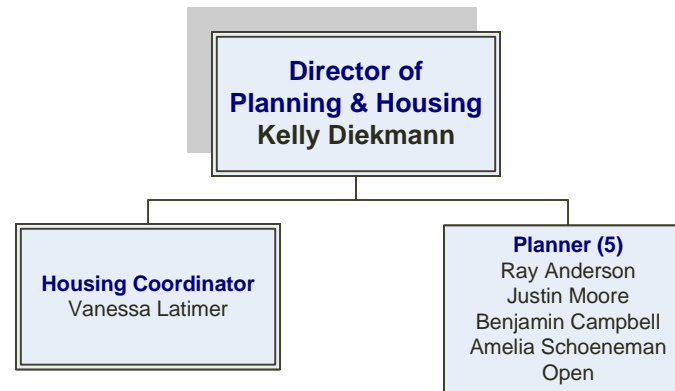 Director of
Planning & Housing
Kelly Diekmann
Housing Coordinator
Vanessa Latimer
Planner (5)
Ray Anderson
Justin Moore
Benjamin Campbell
Amelia Schoeneman
Open